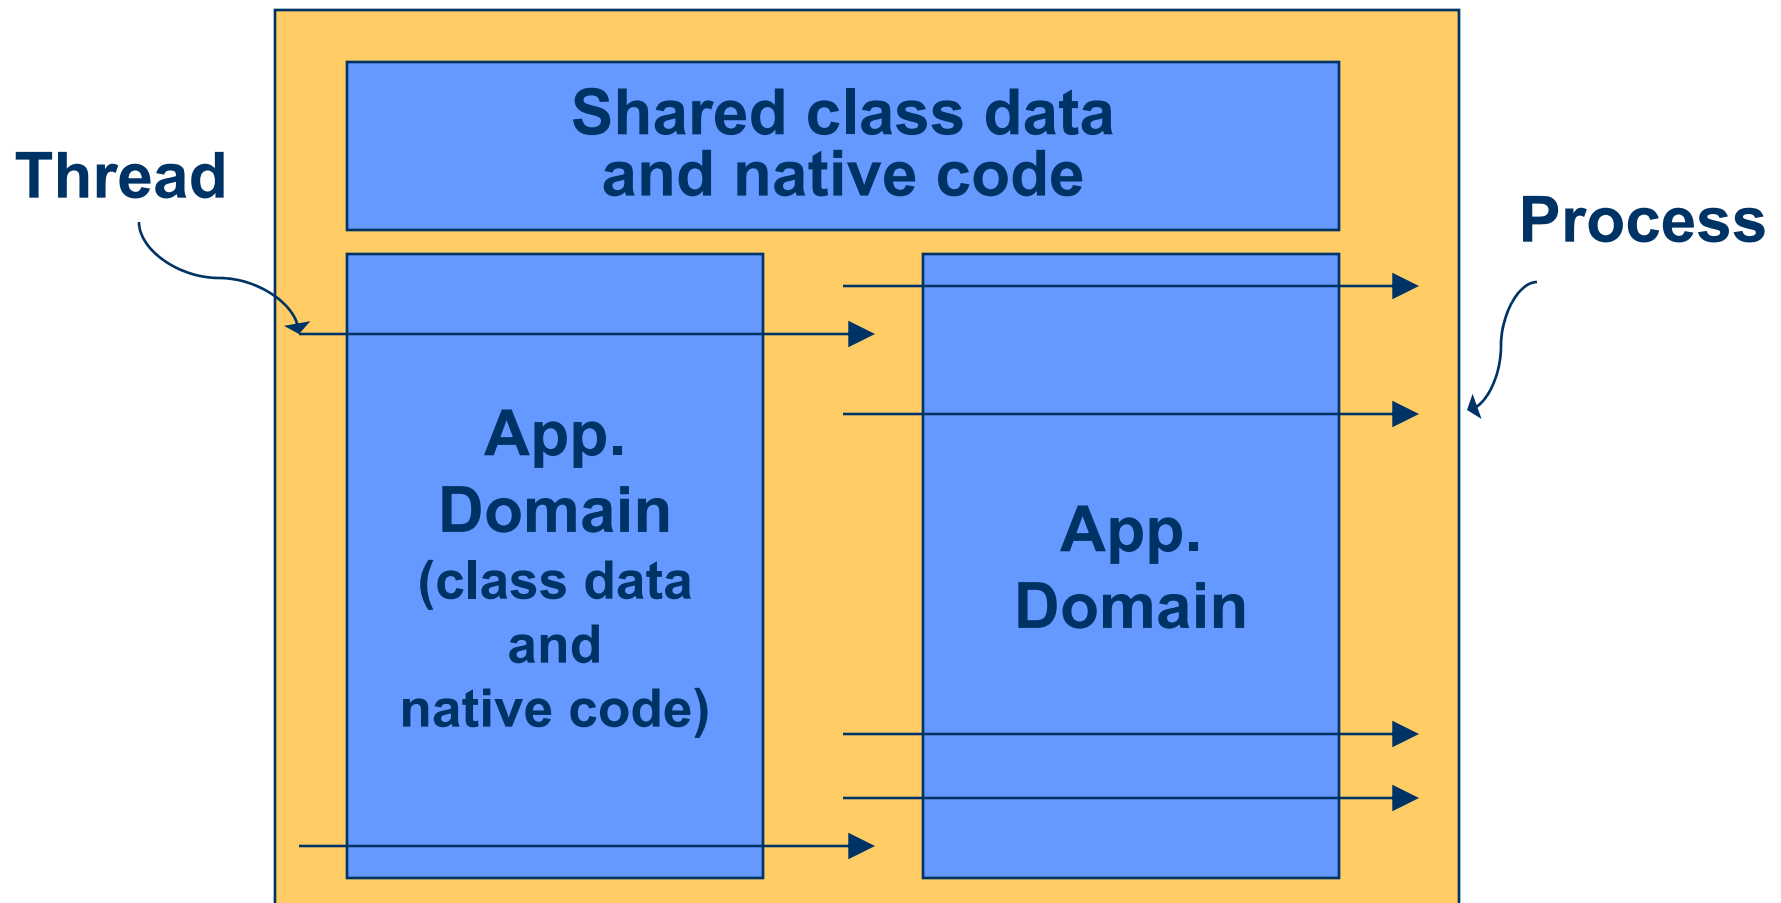 Shared class data
and native code
Thread
Process
App.
Domain
(class data
and
native code)
App.
Domain